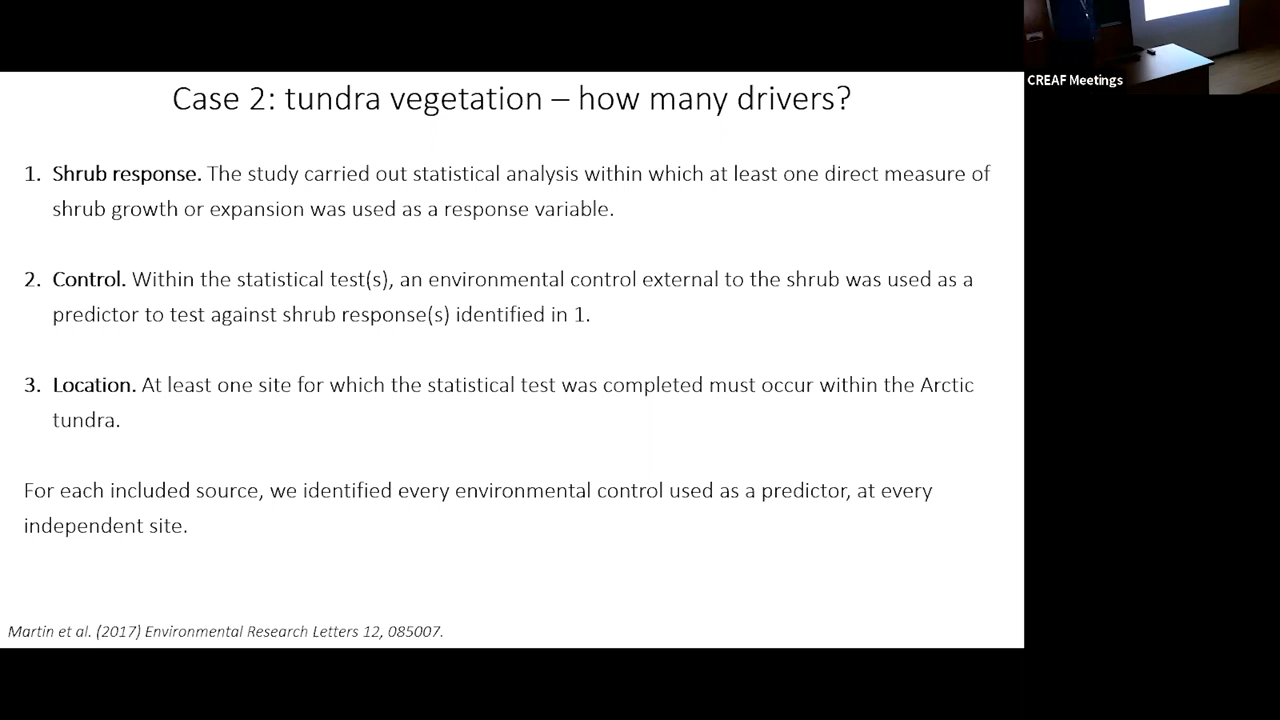 Case 2: tundra vegetation – how many drivers?
1. Shrub response. The study carried out statistical analysis within which at least one direct measure of
shrub growth or expansion was used as a response variable.
2. Control. Within the statistical test(s), an environmental control external to the shrub was used as a
predictor to test against shrub response(s) identified in 1.
3. Location. At least one site for which the statistical test was completed must occur within the Arctic
tundra.
For each included source, we identified every environmental control used as a predictor, at every
independent site.
Martin et al. (2017) Environmental Research Letters 12, 085007.
CREAF Meetings